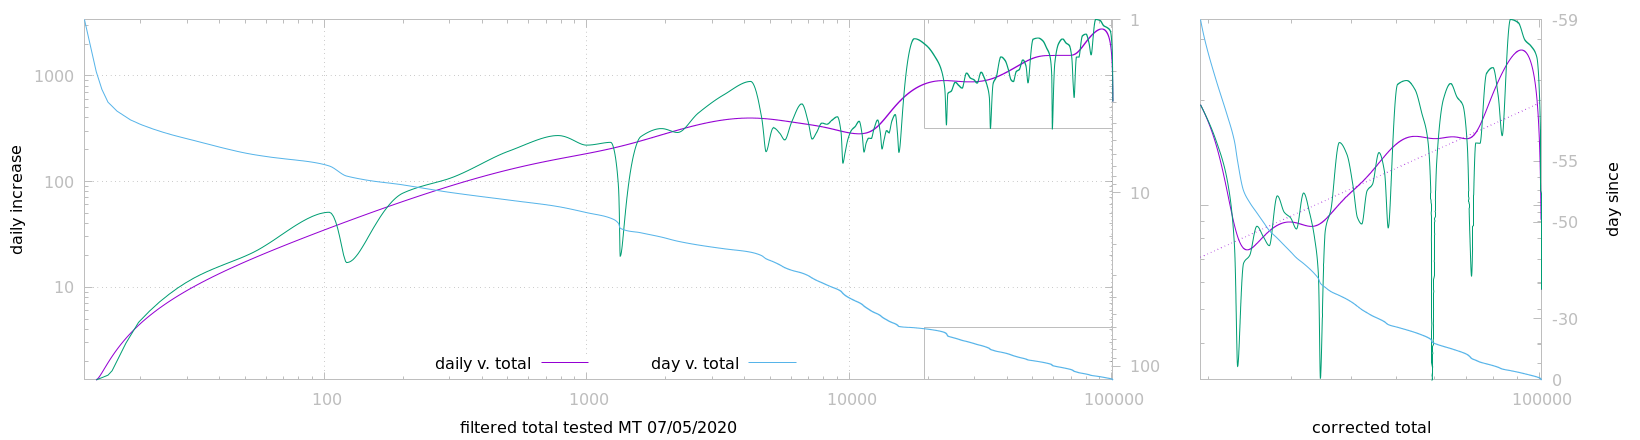 daily increase
1000
100
10
100
1000
10000
100000
1
10
100
daily v. total
day v. total
filtered total tested MT 07/05/2020
-59
-55
-50
-30
0
day since
100000
corrected total